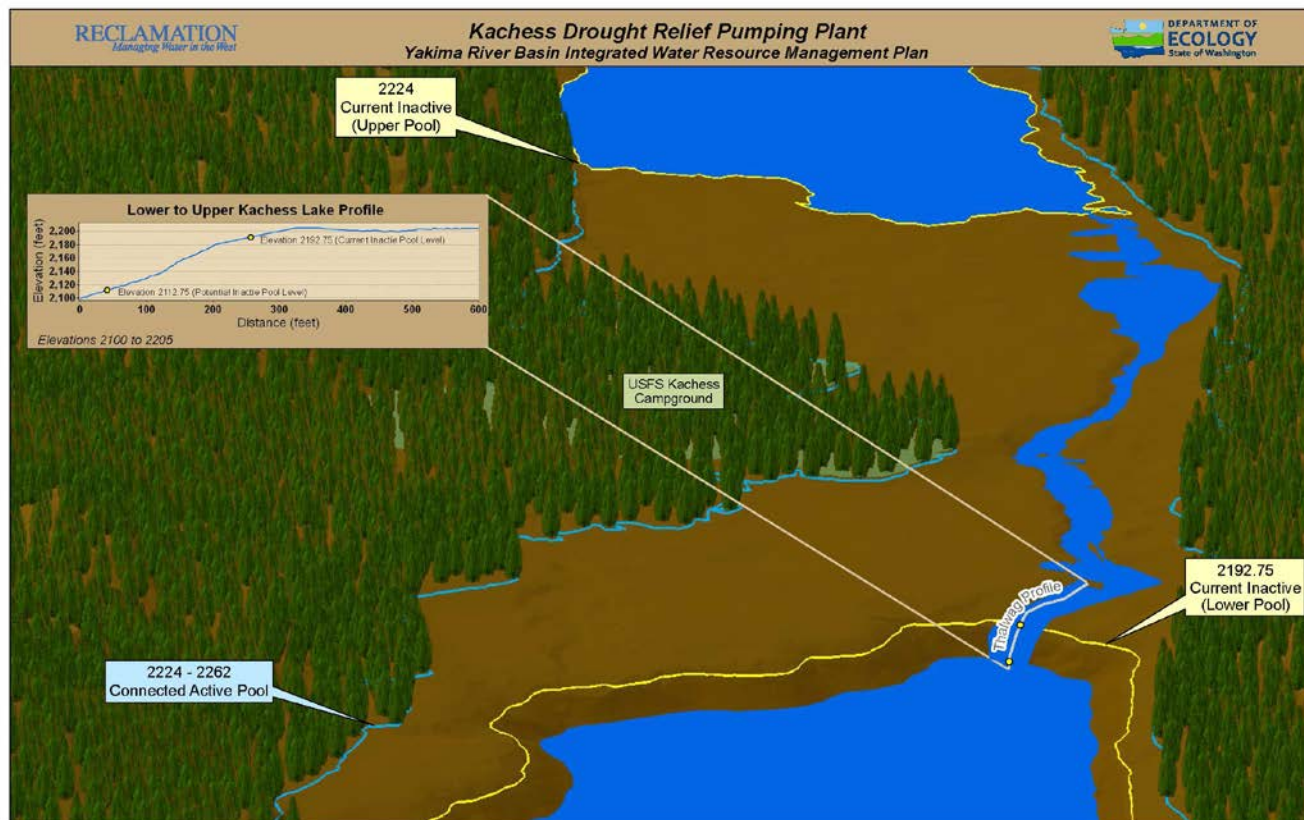 RECLAMATION
Managing Water in the West
Kachess Drought Relief Pumping Plant
Yakima River Basin Integrated Water Resource Management Plan
DEPARTMENT OF
ECOLOGY
State of Washington
2224
Current Inactive
(Upper Pool)
Lower to Upper Kachess Lake Profile
Elevation (feet)
2,200
2,180
2,160
2,140
2,120
2,100
Elevation 2192.75 (Current Inactie Pool Level)
Elevation 2112.75 (Potential Inactie Pool Level)
0 100 200 300 400 500 600
Distance (feet)
Elevations 2100 to 2205
USFS Kachess
Campground
2192.75
Current Inactive
(Lower Pool)
Thalwag Profile
2224 - 2262
Connected Active Pool